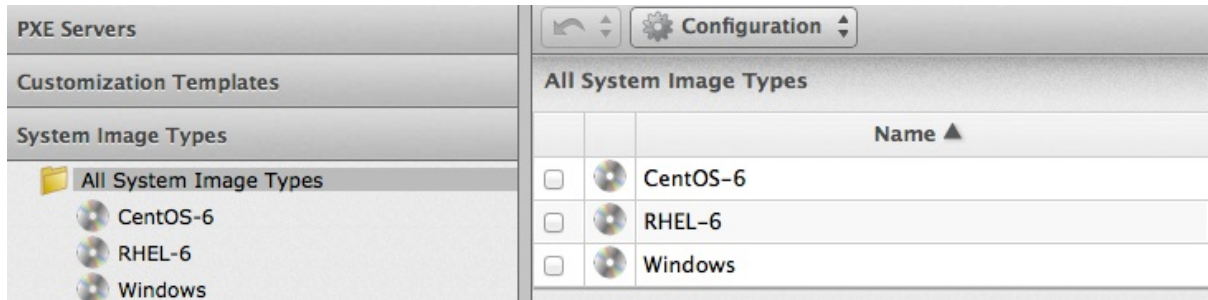 PXE Servers
Customization Templates
System Image Types
All System Image Types
CentOS-6
RHEL-6
Windows
Configuration
All System Image Types
Name
CentOS-6
RHEL-6
Windows